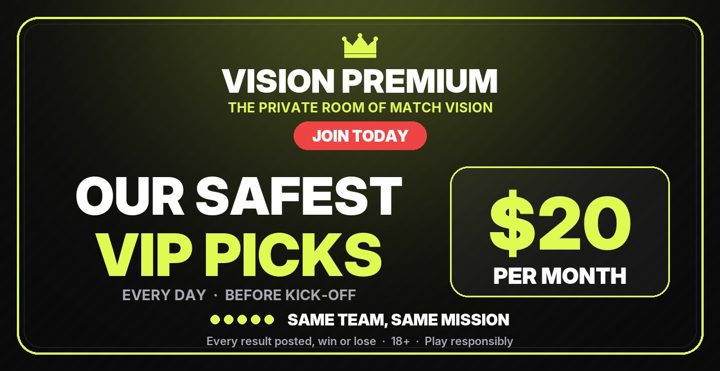 VISION PREMIUM
THE PRIVATE ROOM OF MATCH VISION
JOIN TODAY
OUR SAFEST
VIP PICKS
EVERY DAY · BEFORE KICK-OFF
$20
PER MONTH
SAME TEAM, SAME MISSION
Every result posted, win or lose · 18+ · Play responsibly